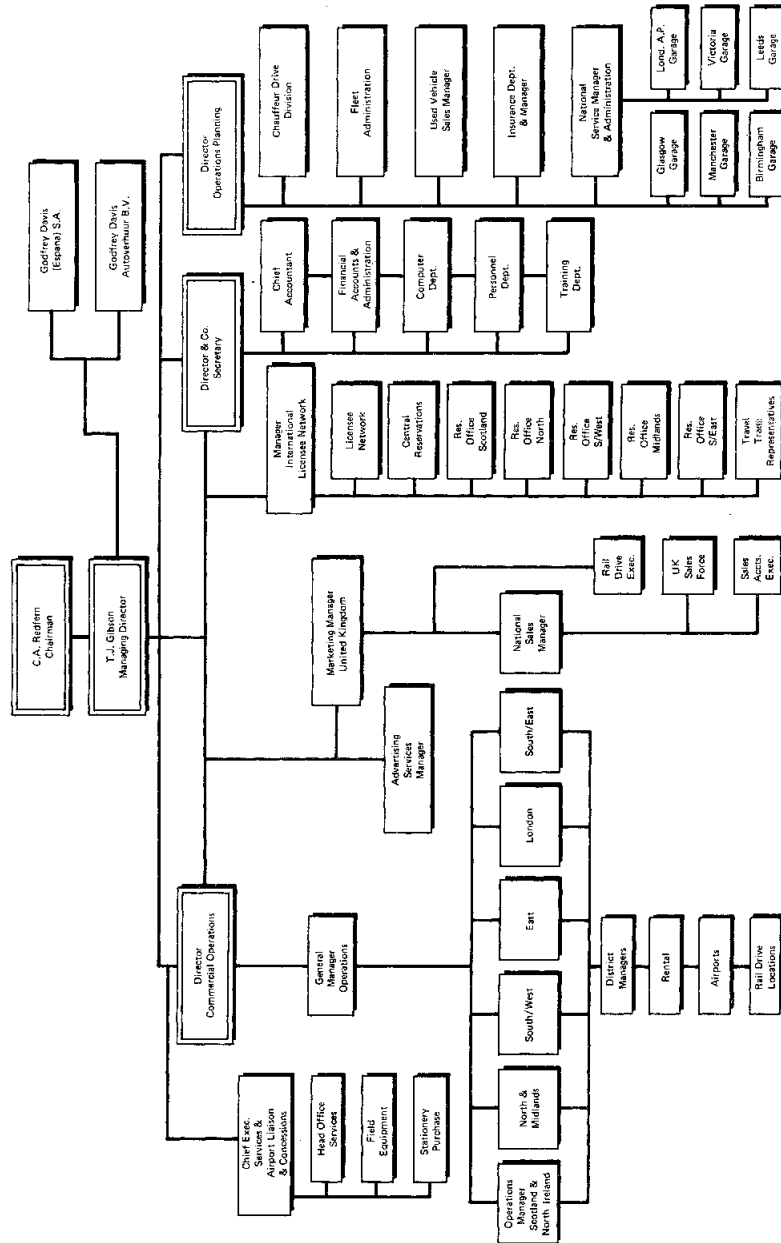 C.A. Redfern
Chairman
T.J. Gibson
Managing Director
Godfrey Davis
(Espana) S.A.
Godfrey Davis
Autoverhuur B.V.
Director
Commercial Operations
Director & Co.
Secretary
Director
Operations Planning
Chief Exec.
Services &
Airport Liaison
& Concessions
Head Office
Services
Field
Equipment
Stationery
Purchase
General
Manager
Operations
Operations
Manager
Scotland &
North Ireland
North &
Midlands
South/West
East
London
South/East
District
Managers
Rental
Airports
Rail Drive
Locations
Advertising
Services
Manager
Marketing Manager
United Kingdom
National
Sales
Manager
Rail
Drive
Exec.
UK
Sales
Force
Sales
Accts.
Exec.
Manager
International
Licensee Network
Licensee
Network
Central
Reservations
Res.
Office
Scotland
Res.
Office
North
Res.
Office
S/West
Res.
Office
Midlands
Res.
Office
S/East
Travel
Trade
Representatives
Chief
Accountant
Financial
Accounts &
Administration
Computer
Dept.
Personnel
Dept.
Training
Dept.
Chauffeur Drive
Division
Fleet
Administration
Used Vehicle
Sales Manager
Insurance Dept.
& Manager
National
Service Manager
& Administration
Glasgow
Garage
Manchester
Garage
Birmingham
Garage
Lond. A.P.
Garage
Victoria
Garage
Leeds
Garage